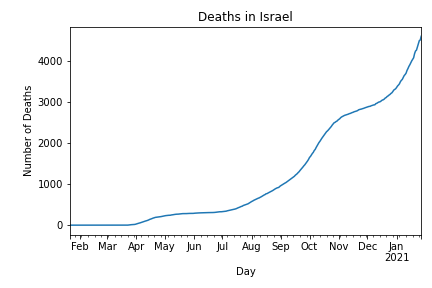 Deaths in Israel
Number of Deaths
4000
3000
2000
1000
0
Feb Mar Apr May Jun Jul Aug Sep Oct Nov Dec Jan
2021
Day